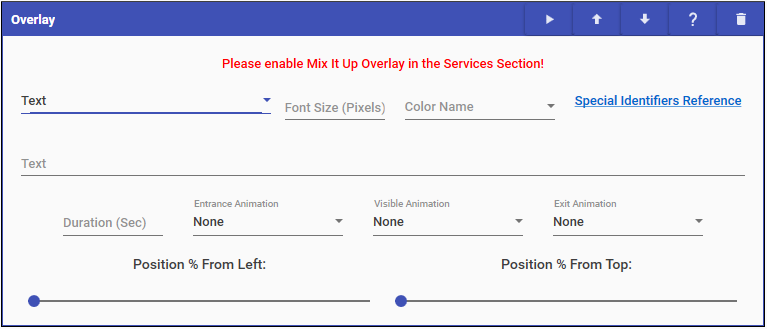 Overlay ?
Please enable Mix It Up Overlay in the Services Section!
Text Font Size (Pixels) Color Name Special Identifiers Reference
Text
Entrance Animation Visible Animation Exit Animation
Duration (Sec) None None None
Position % From Left: Position % From Top: